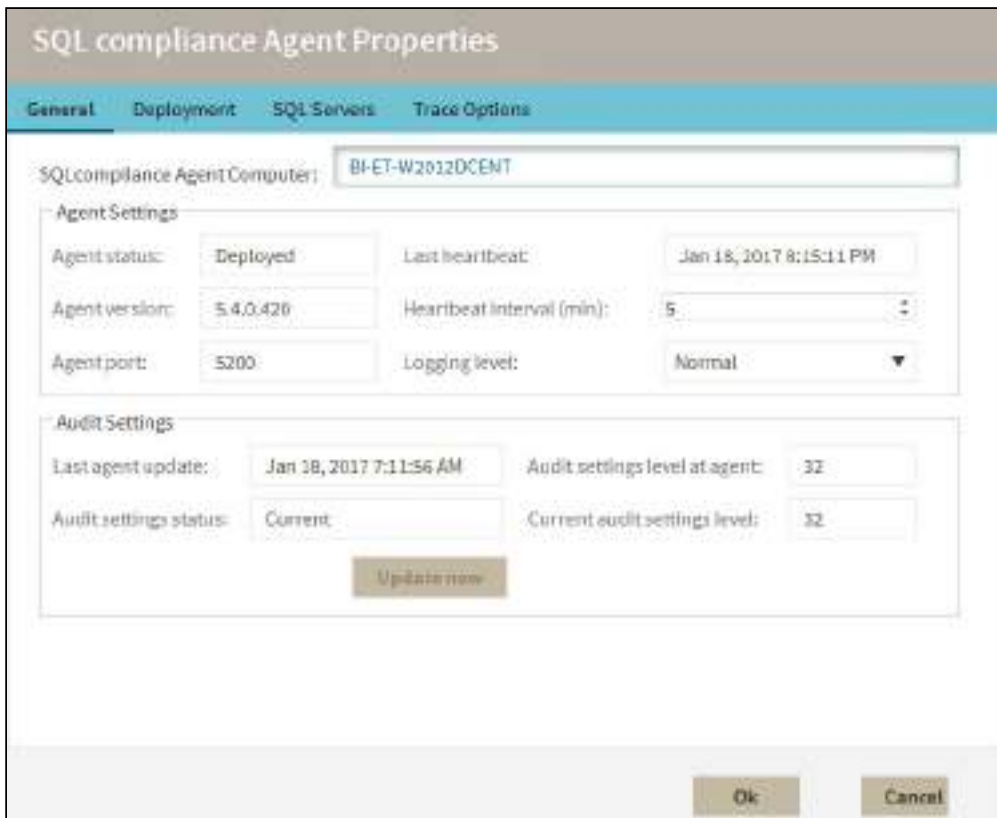 SQL compliance Agent Properties
General Deployment SQL Servers Trace Options
SQLcompliance Agent Computer: BI-ET-W2012DCENT
Agent Settings
Agent status: Deployed Last heartbeat: Jan 18, 2017 8:15:11 PM
Agent version: 5.4.0.420 Heartbeat Interval (min): 5
Agent port: 5200 Logging level: Normal
Audit Settings
Last agent update: Jan 18, 2017 7:11:56 AM Audit settings level at agent: 32
Audit settings status: Current Current audit settings level: 32
Update now
Ok Cancel